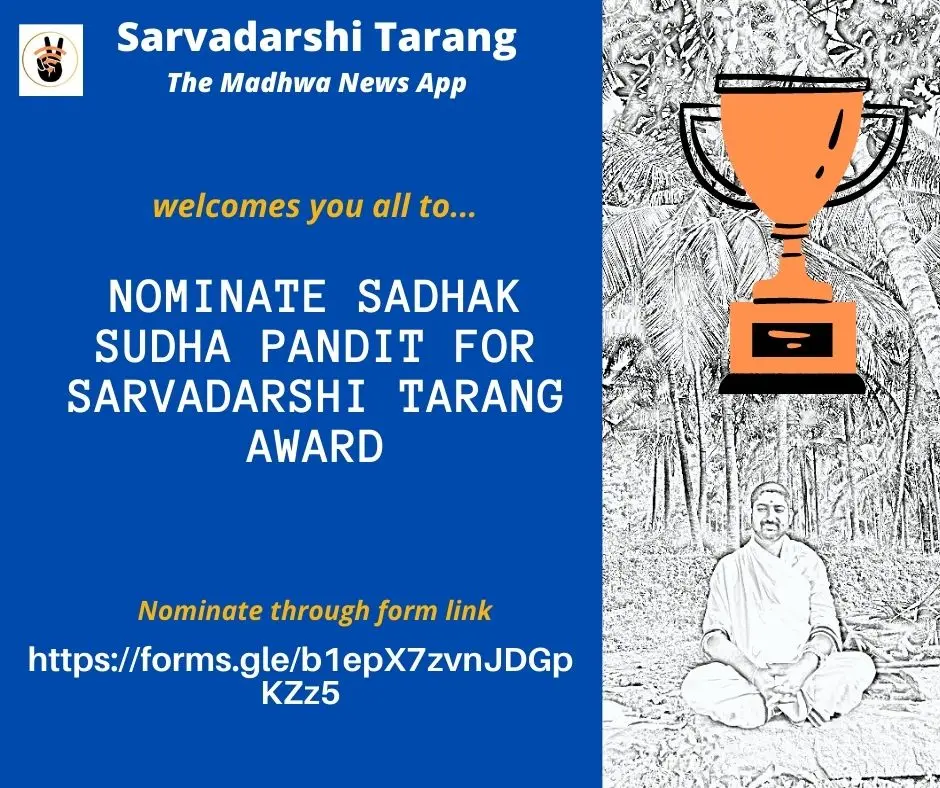 Sarvadarshi Tarang
The Madhwa News App
welcomes you all to...
NOMINATE SADHAK
SUDHA PANDIT FOR
SARVADARSHI TARANG
AWARD
Nominate through form link
https://forms.gle/b1epX7zvnJDGp
KZz5